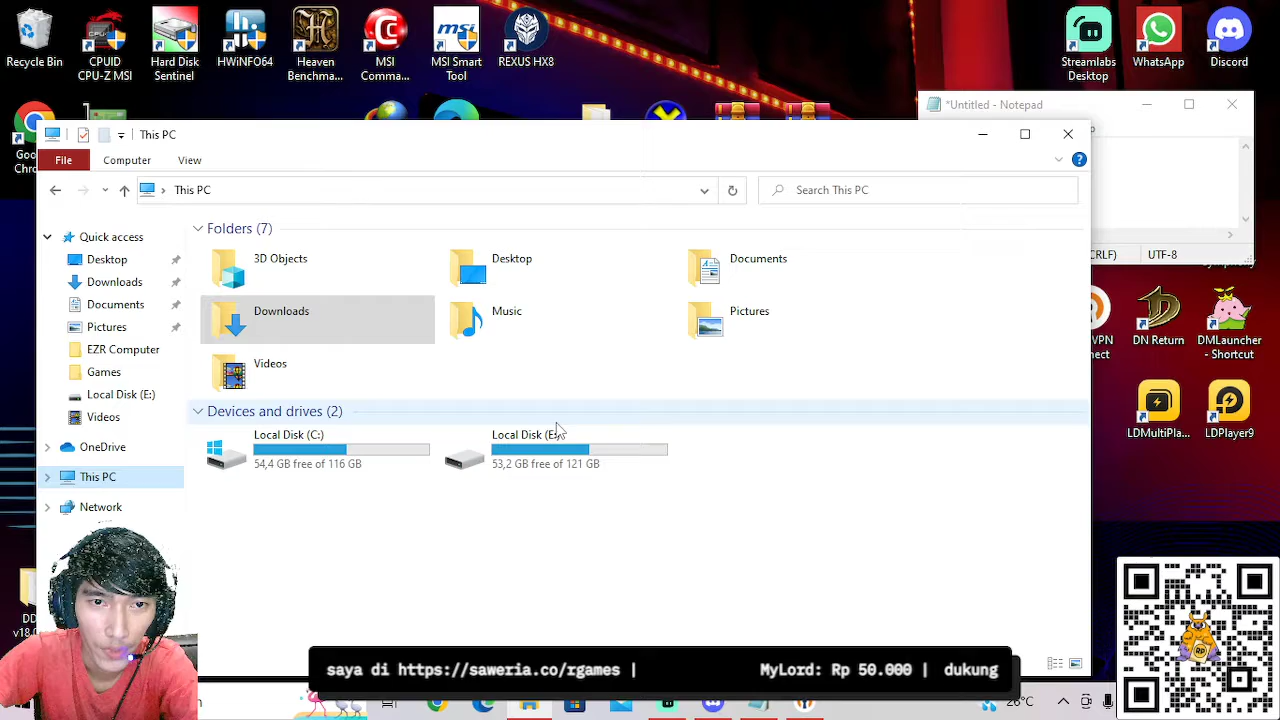 Recycle Bin
CPUID
CPU-Z MSI
Hard Disk
Sentinel
HWINFO64
Heaven
Benchma...
MSI
Comma...
MSI Smart
Tool
REXUS HX8
Streamlabs
Desktop
WhatsApp
Discord
*Untitled - Notepad
This PC
File
Computer
View
This PC
Search This PC
Quick access
Desktop
Downloads
Documents
Pictures
EZR Computer
Games
Local Disk (E:)
Videos
OneDrive
This PC
Network
Folders (7)
3D Objects
Desktop
Documents
Downloads
Music
Pictures
Videos
Devices and drives (2)
Local Disk (C:)
54,4 GB free of 116 GB
Local Disk (E:)
53,2 GB free of 121 GB
CRLF)
UTF-8
DN Return
DMLauncher
- Shortcut
LDMultiPla...
LDPlayer9
RP
saya di https://saweria.co/rgames |
MyLord: Rp 50.000 | dukung